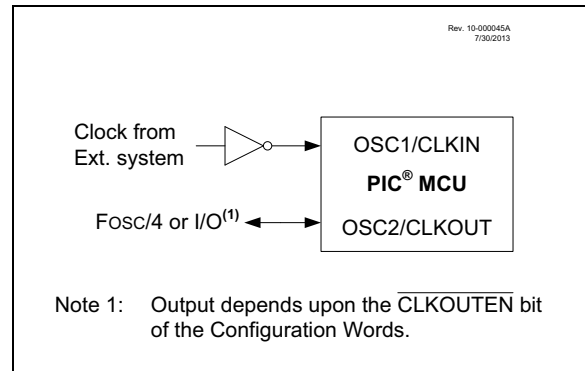 Rev. 10-000045A
7/30/2013
Clock from
Ext. system
OSC1/CLKIN
PIC® MCU
FOSC/4 or I/O(1)
OSC2/CLKOUT
Note 1: Output depends upon the CLKOUTEN bit
of the Configuration Words.